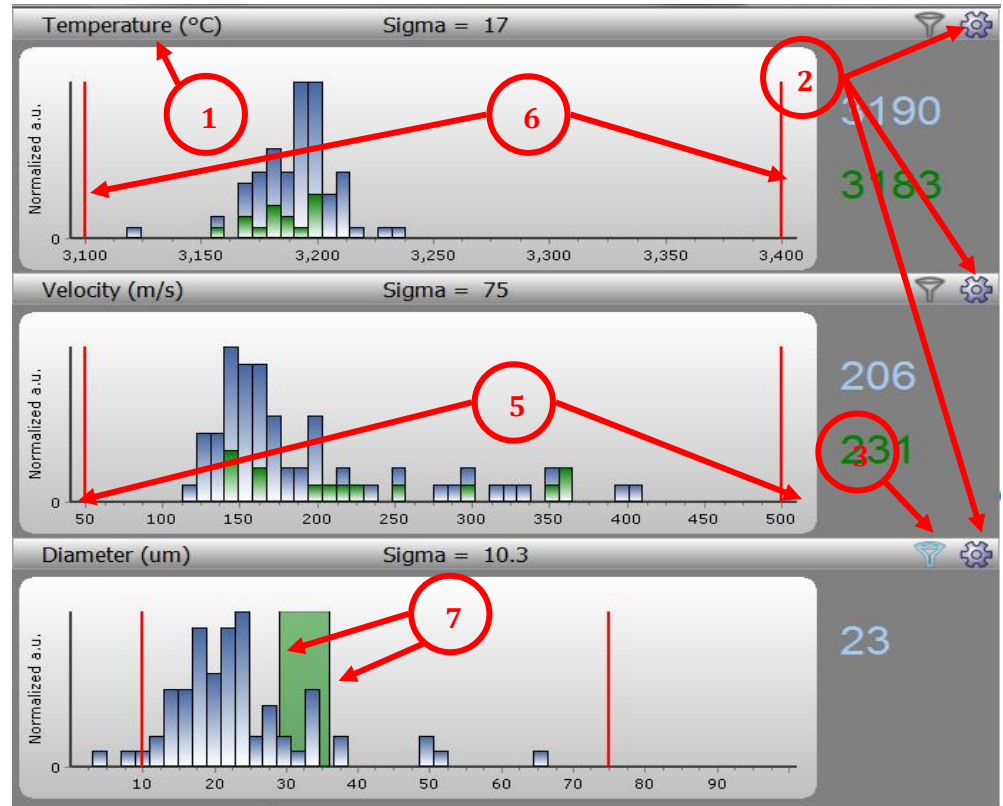 Temperature (°C) Sigma = 17
2
3190
1
6
Normalized a.u.
3183
0
3,100 3,150 3,200 3,250 3,300 3,350 3,400
Velocity (m/s) Sigma = 75
206
5
Normalized a.u.
231
3
0
50 100 150 200 250 300 350 400 450 500
Diameter (um) Sigma = 10.3
7
23
Normalized a.u.
0
10 20 30 40 50 60 70 80 90